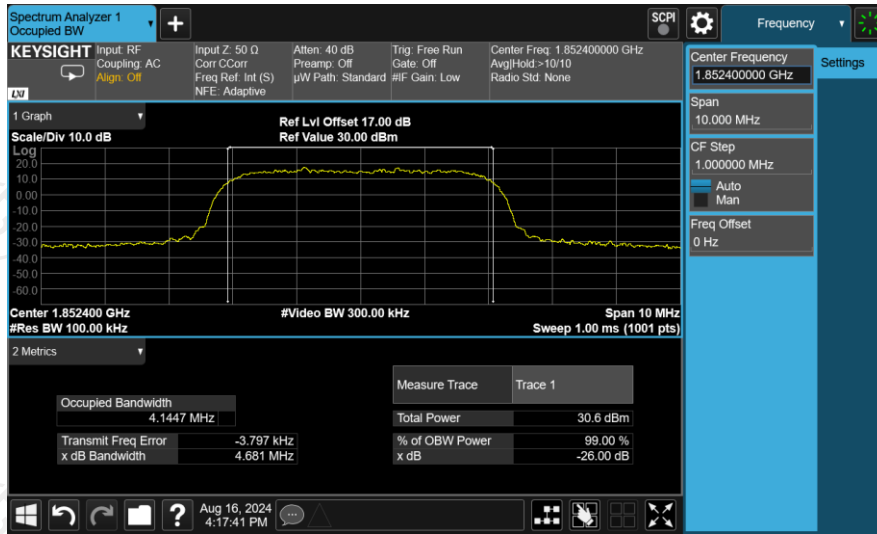 Spectrum Analyzer 1
Occupied BW
+
SCPI
Frequency
KEYSIGHT
LXI
Input: RF
Coupling: AC
Align: Off
Input Z: 50 Ω
Corr CCorr
Freq Ref: Int (S)
NFE: Adaptive
Atten: 40 dB
Preamp: Off
µW Path: Standard
Trig: Free Run
Gate: Off
#IF Gain: Low
Center Freq: 1.852400000 GHz
Avg|Hold:>10/10
Radio Std: None
Center Frequency
1.852400000 GHz
Settings
Span
10.000 MHz
CF Step
1.000000 MHz
Auto
Man
Freq Offset
0 Hz
1 Graph
Scale/Div 10.0 dB
Ref Lvl Offset 17.00 dB
Ref Value 30.00 dBm
Log
20.0
10.0
0.00
-10.0
-20.0
-30.0
-40.0
-50.0
-60.0
Center 1.852400 GHz
#Res BW 100.00 kHz
#Video BW 300.00 kHz
Span 10 MHz
Sweep 1.00 ms (1001 pts)
2 Metrics
Measure Trace Trace 1
Occupied Bandwidth
4.1447 MHz
Total Power 30.6 dBm
Transmit Freq Error -3.797 kHz
% of OBW Power 99.00 %
x dB Bandwidth 4.681 MHz
x dB -26.00 dB
?
Aug 16, 2024
4:17:41 PM